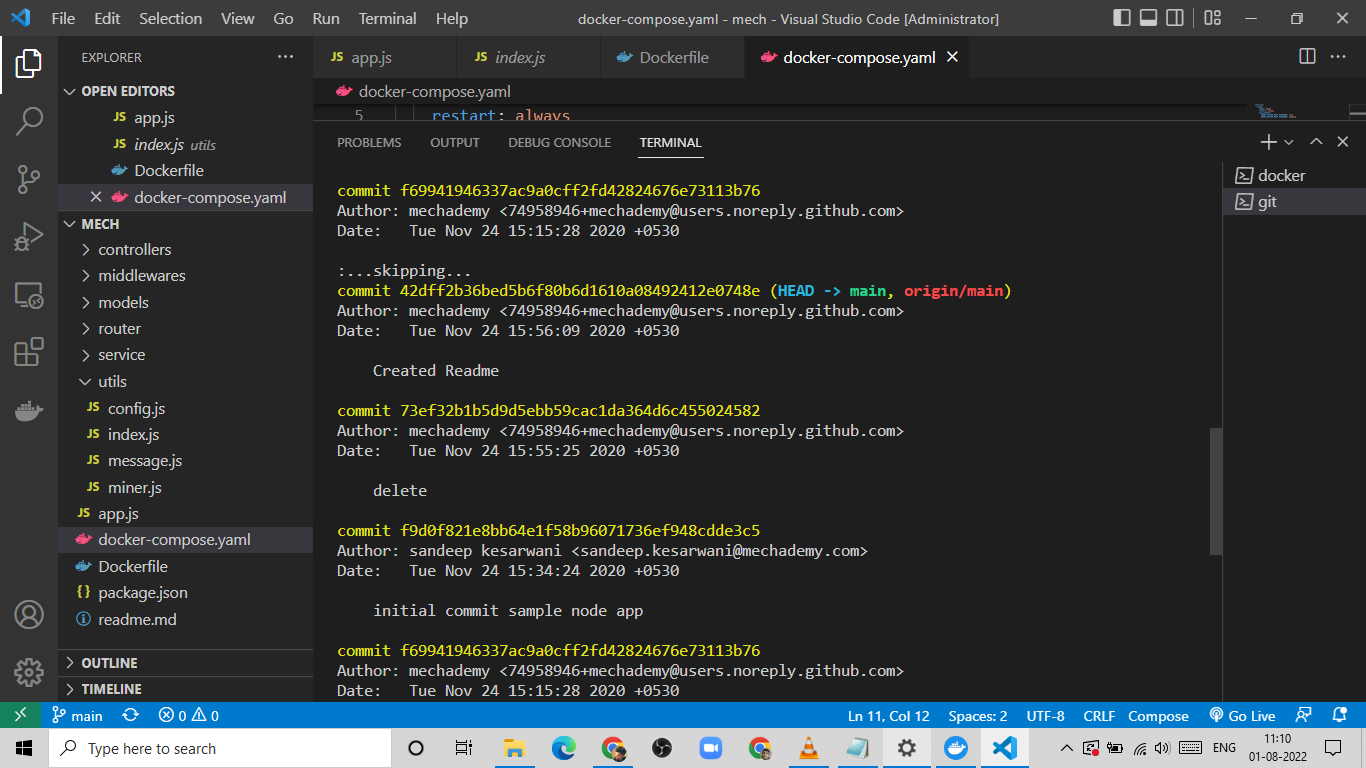 File Edit Selection View Go Run Terminal Help docker-compose.yaml - mech - Visual Studio Code [Administrator]
EXPLORER
OPEN EDITORS
JS app.js
JS index.js utils
Dockerfile
docker-compose.yaml
MECH
controllers
middlewares
models
router
service
utils
JS config.js
JS index.js
JS message.js
JS miner.js
JS app.js
docker-compose.yaml
Dockerfile
{} package.json
readme.md
OUTLINE
TIMELINE
JS app.js JS index.js Dockerfile docker-compose.yaml
docker-compose.yaml
5 restart: always
PROBLEMS OUTPUT DEBUG CONSOLE TERMINAL
commit f69941946337ac9a0cff2fd42824676e73113b76
Author: mechademy <74958946+mechademy@users.noreply.github.com>
Date: Tue Nov 24 15:15:28 2020 +0530
:...skipping...
commit 42dff2b36bed5b6f80b6d1610a08492412e0748e (HEAD -> main, origin/main)
Author: mechademy <74958946+mechademy@users.noreply.github.com>
Date: Tue Nov 24 15:56:09 2020 +0530
Created Readme
commit 73ef32b1b5d9d5ebb59cac1da364d6c455024582
Author: mechademy <74958946+mechademy@users.noreply.github.com>
Date: Tue Nov 24 15:55:25 2020 +0530
delete
commit f9d0f821e8bb64e1f58b96071736ef948cdde3c5
Author: sandeep kesarwani <sandeep.kesarwani@mechademy.com>
Date: Tue Nov 24 15:34:24 2020 +0530
initial commit sample node app
commit f69941946337ac9a0cff2fd42824676e73113b76
Author: mechademy <74958946+mechademy@users.noreply.github.com>
Date: Tue Nov 24 15:15:28 2020 +0530
docker
git
main 0 0 Ln 11, Col 12 Spaces: 2 UTF-8 CRLF Compose Go Live
Type here to search
ENG
11:10
01-08-2022